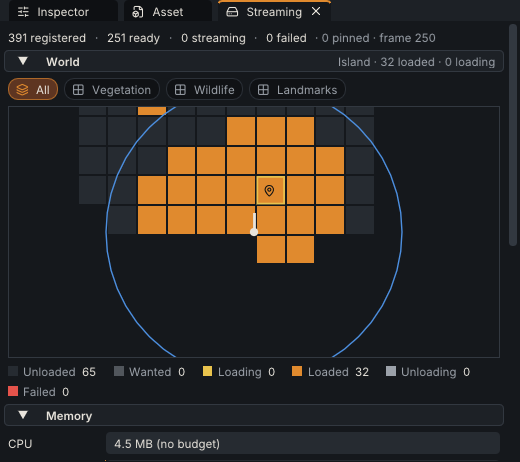 Inspector Asset Streaming
391 registered · 251 ready · 0 streaming · 0 failed · 0 pinned · frame 250
World Island · 32 loaded · 0 loading
All Vegetation Wildlife Landmarks
Unloaded 65 Wanted 0 Loading 0 Loaded 32 Unloading 0
Failed 0
Memory
CPU 4.5 MB (no budget)